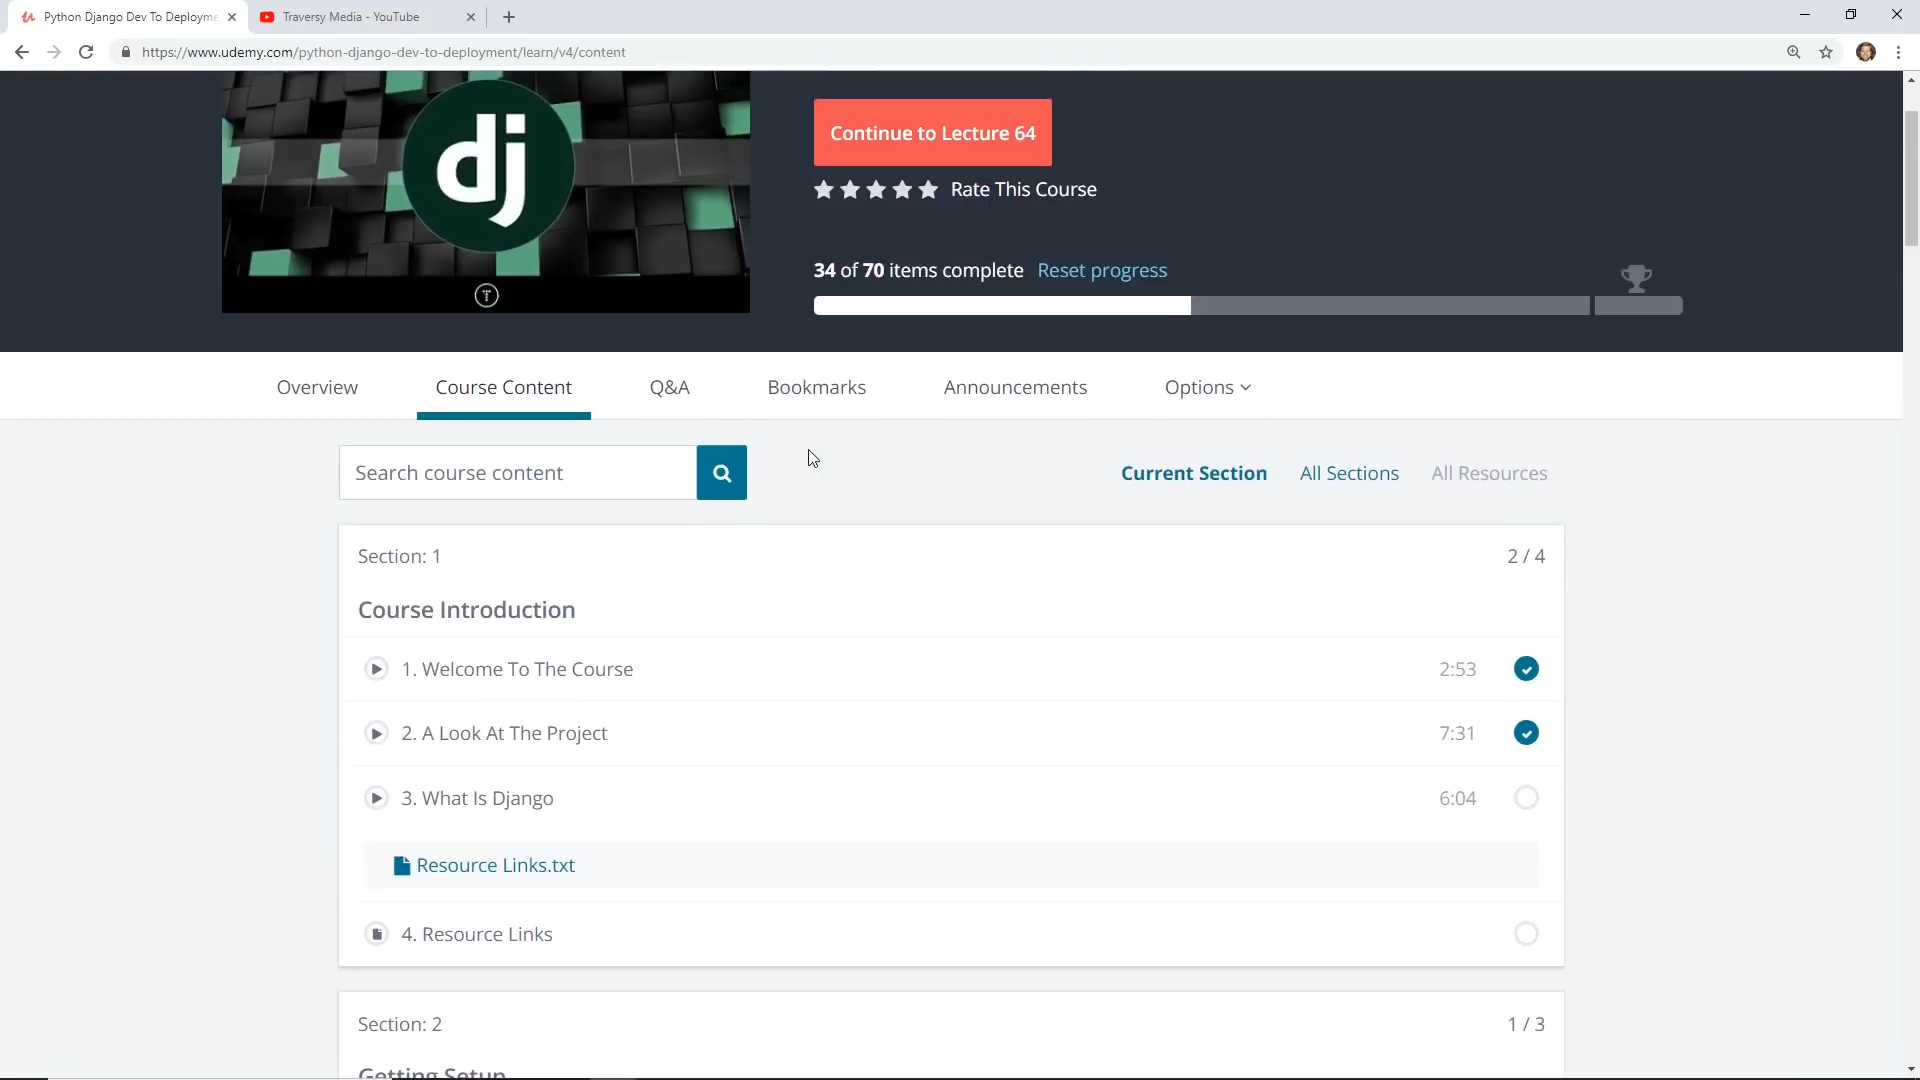 Python Django Dev To Deployme
Traversy Media - YouTube
https://www.udemy.com/python-django-dev-to-deployment/learn/v4/content
dj
Continue to Lecture 64
Rate This Course
34 of 70 items complete Reset progress
Overview
Course Content
Q&A
Bookmarks
Announcements
Options
Search course content
Current Section
All Sections
All Resources
Section: 1
2 / 4
Course Introduction
1. Welcome To The Course
2:53
2. A Look At The Project
7:31
3. What Is Django
6:04
Resource Links.txt
4. Resource Links
Section: 2
1 / 3
Getting Setup